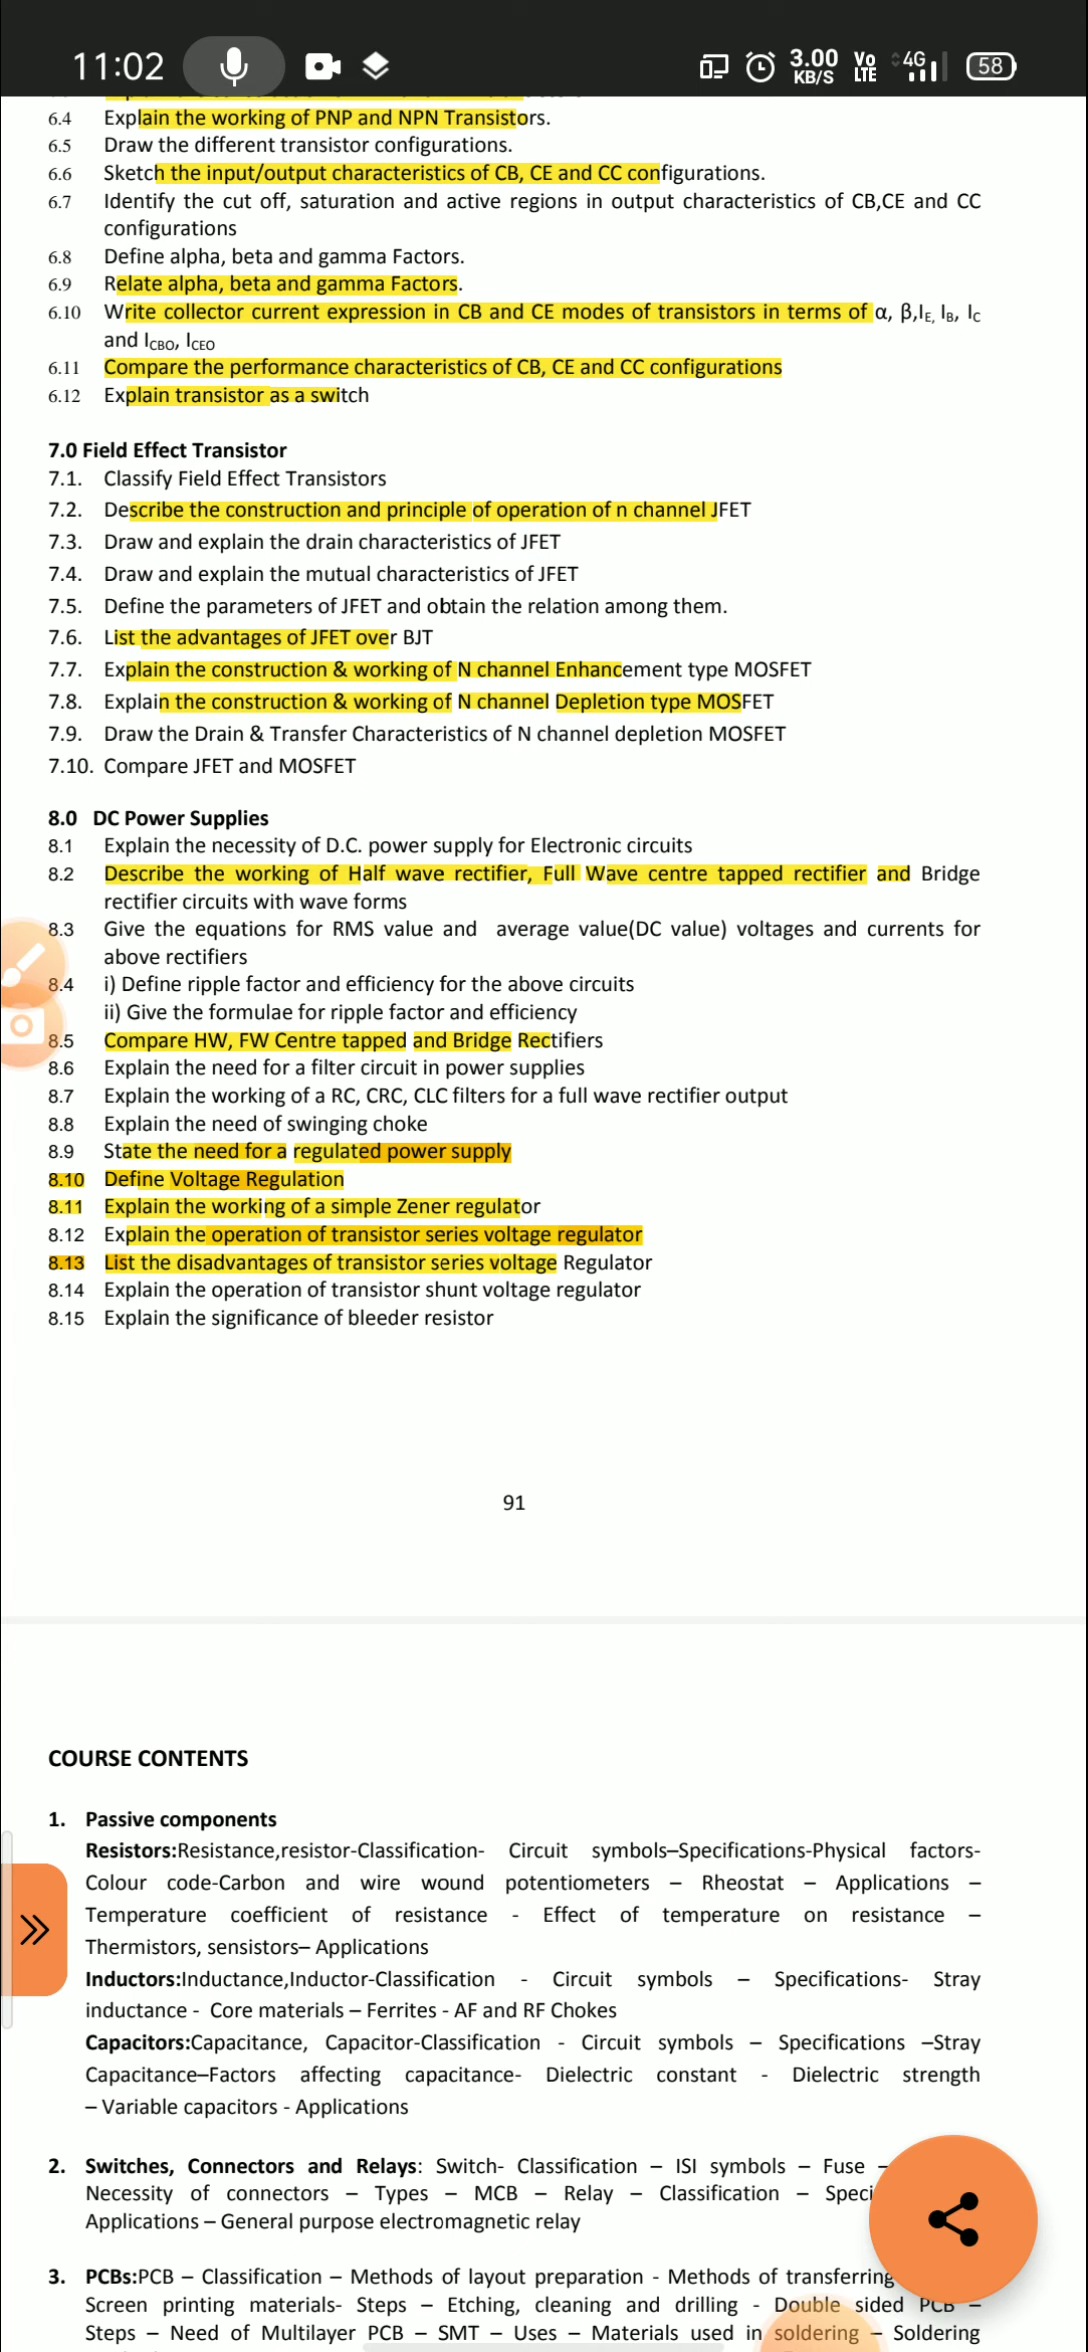 11:02
3.00
KB/S
Vo
LTE
4G
58
6.4 Explain the working of PNP and NPN Transistors.
6.5 Draw the different transistor configurations.
6.6 Sketch the input/output characteristics of CB, CE and CC configurations.
6.7 Identify the cut off, saturation and active regions in output characteristics of CB,CE and CC
configurations
6.8 Define alpha, beta and gamma Factors.
6.9 Relate alpha, beta and gamma Factors.
6.10 Write collector current expression in CB and CE modes of transistors in terms of α, β,IE, IB, IC
and ICBO, ICEO
6.11 Compare the performance characteristics of CB, CE and CC configurations
6.12 Explain transistor as a switch
7.0 Field Effect Transistor
7.1. Classify Field Effect Transistors
7.2. Describe the construction and principle of operation of n channel JFET
7.3. Draw and explain the drain characteristics of JFET
7.4. Draw and explain the mutual characteristics of JFET
7.5. Define the parameters of JFET and obtain the relation among them.
7.6. List the advantages of JFET over BJT
7.7. Explain the construction & working of N channel Enhancement type MOSFET
7.8. Explain the construction & working of N channel Depletion type MOSFET
7.9. Draw the Drain & Transfer Characteristics of N channel depletion MOSFET
7.10. Compare JFET and MOSFET
8.0 DC Power Supplies
8.1 Explain the necessity of D.C. power supply for Electronic circuits
8.2 Describe the working of Half wave rectifier, Full Wave centre tapped rectifier and Bridge
rectifier circuits with wave forms
8.3 Give the equations for RMS value and average value(DC value) voltages and currents for
above rectifiers
8.4 i) Define ripple factor and efficiency for the above circuits
ii) Give the formulae for ripple factor and efficiency
8.5 Compare HW, FW Centre tapped and Bridge Rectifiers
8.6 Explain the need for a filter circuit in power supplies
8.7 Explain the working of a RC, CRC, CLC filters for a full wave rectifier output
8.8 Explain the need of swinging choke
8.9 State the need for a regulated power supply
8.10 Define Voltage Regulation
8.11 Explain the working of a simple Zener regulator
8.12 Explain the operation of transistor series voltage regulator
8.13 List the disadvantages of transistor series voltage Regulator
8.14 Explain the operation of transistor shunt voltage regulator
8.15 Explain the significance of bleeder resistor
91
COURSE CONTENTS
1. Passive components
Resistors:Resistance,resistor-Classification- Circuit symbols–Specifications-Physical factors-
Colour code-Carbon and wire wound potentiometers – Rheostat – Applications –
Temperature coefficient of resistance - Effect of temperature on resistance –
Thermistors, sensistors– Applications
Inductors:Inductance,Inductor-Classification - Circuit symbols – Specifications- Stray
inductance - Core materials – Ferrites - AF and RF Chokes
Capacitors:Capacitance, Capacitor-Classification - Circuit symbols – Specifications –Stray
Capacitance–Factors affecting capacitance- Dielectric constant - Dielectric strength
– Variable capacitors - Applications
2. Switches, Connectors and Relays: Switch- Classification – ISI symbols – Fuse –
Necessity of connectors – Types – MCB – Relay – Classification – Speci
Applications – General purpose electromagnetic relay
3. PCBs:PCB – Classification – Methods of layout preparation - Methods of transferring
Screen printing materials- Steps – Etching, cleaning and drilling - Double sided PCB –
Steps – Need of Multilayer PCB – SMT – Uses – Materials used in soldering – Soldering